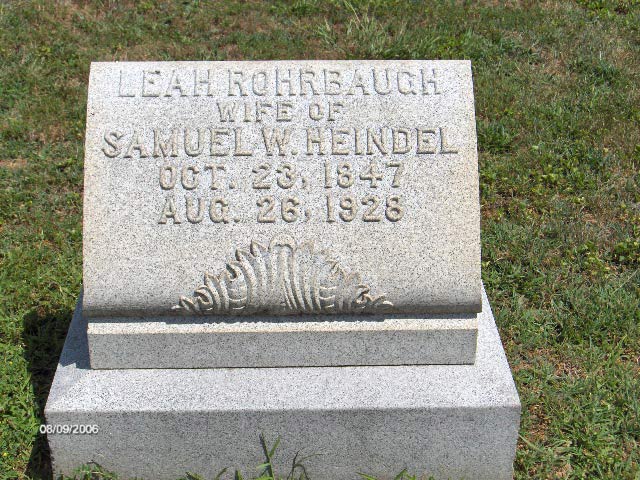 LEAH ROHRBAUGH
WIFE OF
SAMUEL W. HEINDEL
OCT. 23, 1847
AUG. 26, 1928
08/09/2006